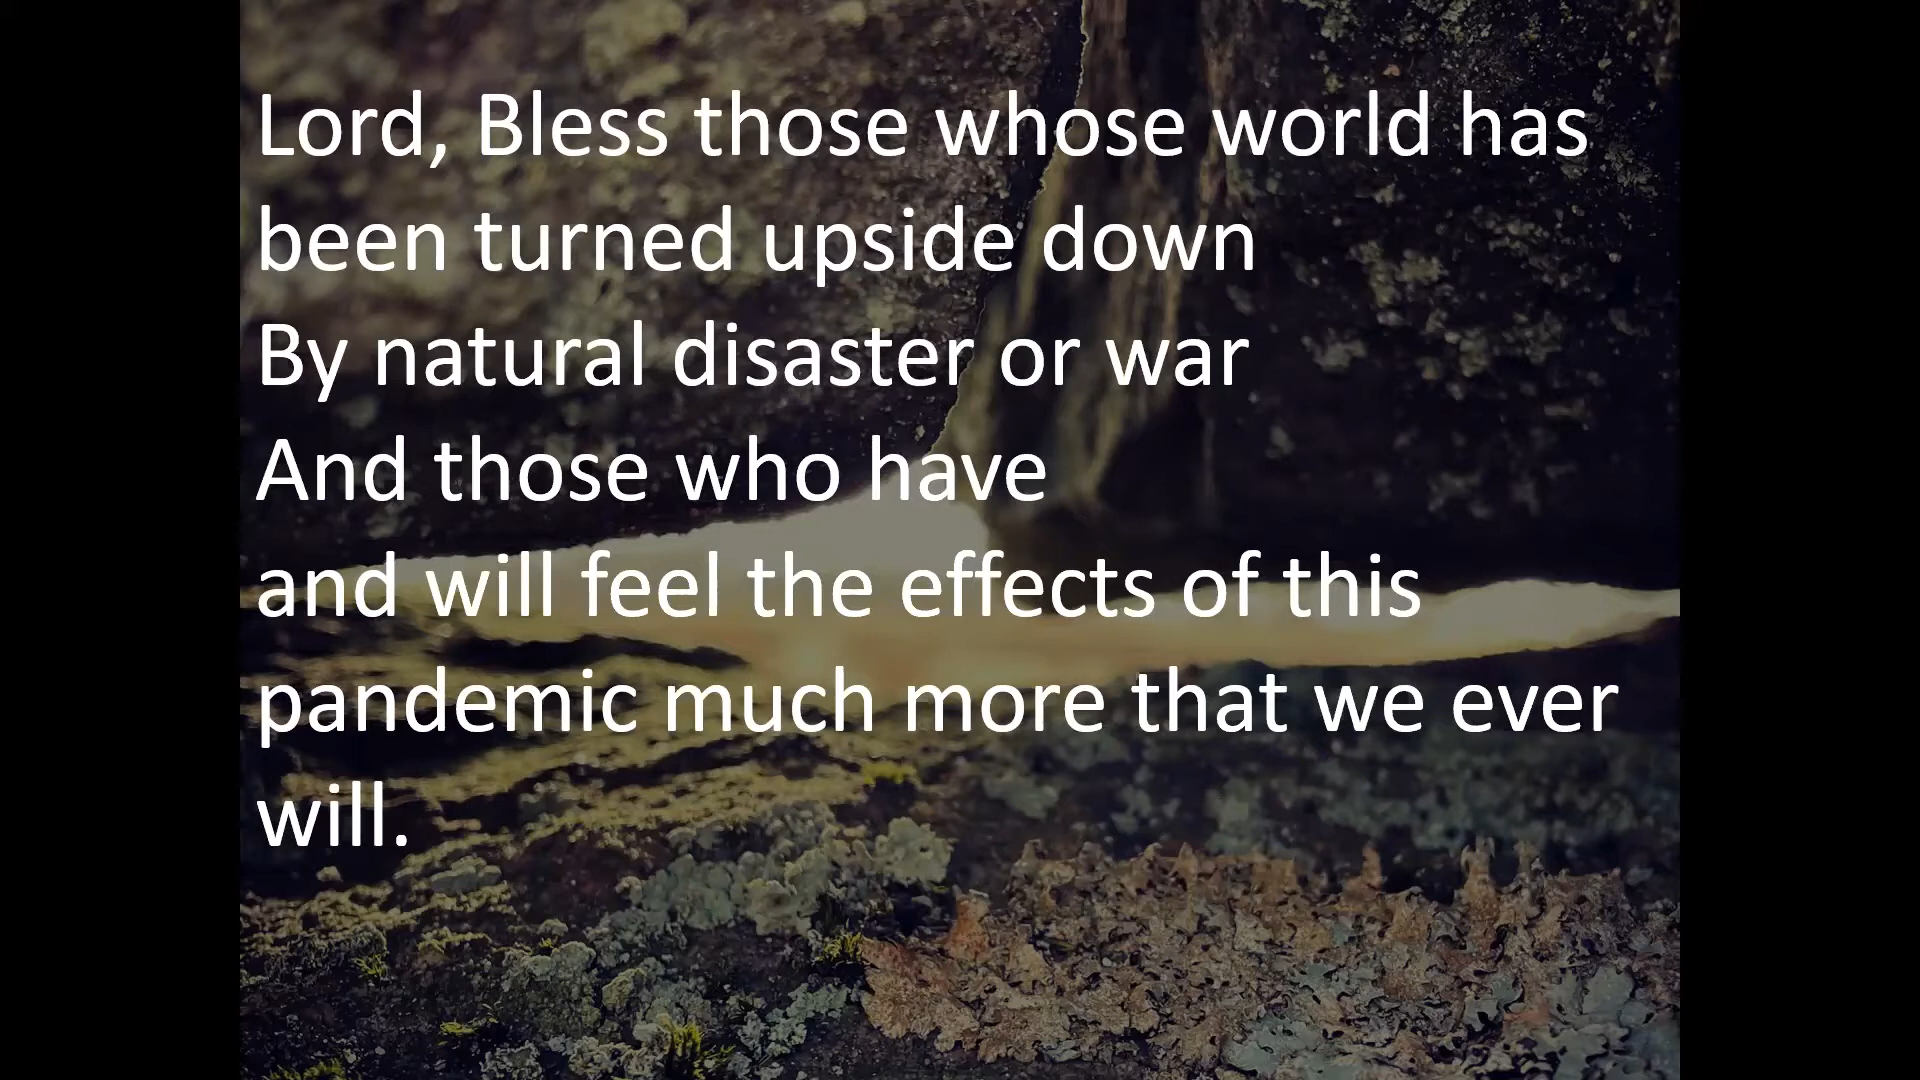 Lord, Bless those whose world has
been turned upside down
By natural disaster or war
And those who have
and will feel the effects of this
pandemic much more that we ever
will.